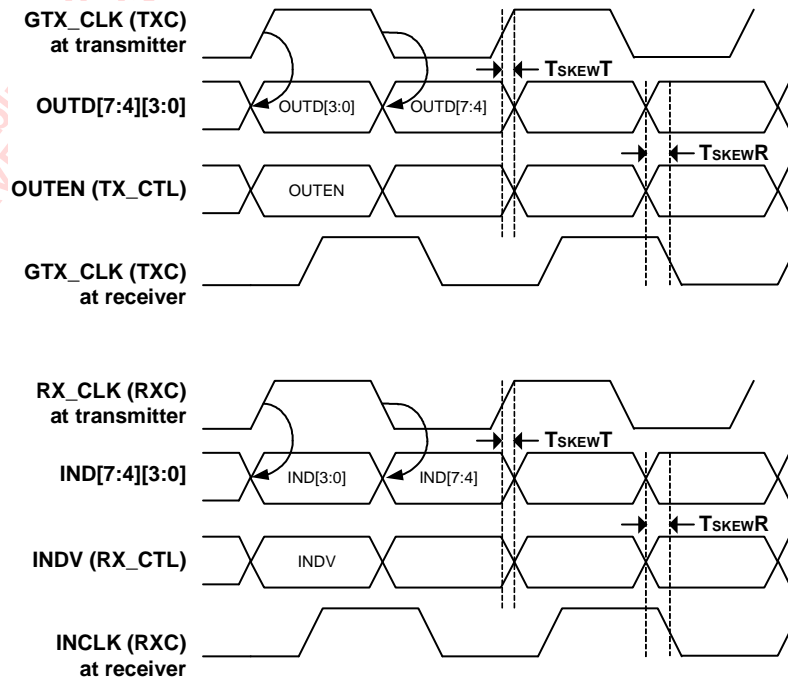 GTX_CLK (TXC)
at transmitter
TSKEWT
OUTD[7:4][3:0]
OUTD[3:0]
OUTD[7:4]
TSKEWR
OUTEN (TX_CTL)
OUTEN
GTX_CLK (TXC)
at receiver
RX_CLK (RXC)
at transmitter
TSKEWT
IND[7:4][3:0]
IND[3:0]
IND[7:4]
TSKEWR
INDV (RX_CTL)
INDV
INCLK (RXC)
at receiver